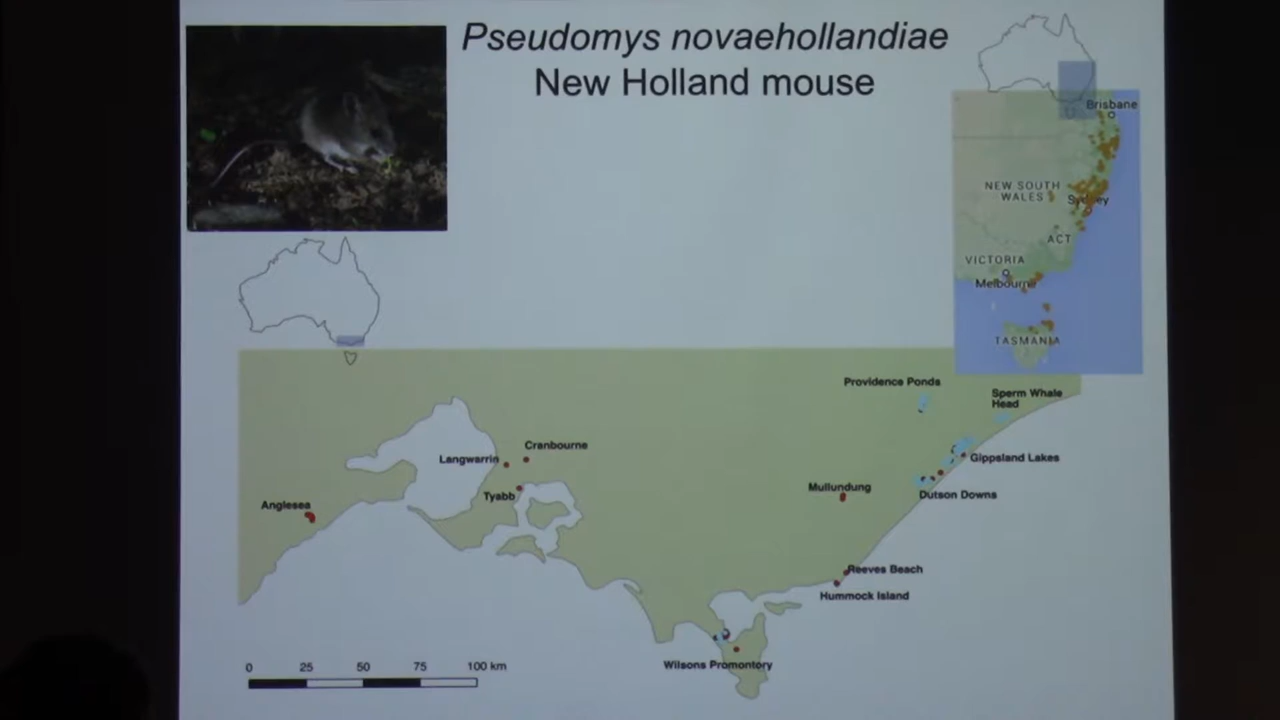 Pseudomys novaehollandiae
New Holland mouse
Brisbane
NEW SOUTH
WALES
Sydney
ACT
VICTORIA
Melbourne
TASMANIA
Providence Ponds
Sperm Whale
Head
Cranbourne
Langwarrin
Gippsland Lakes
Mullundung
Tyabb
Dutson Downs
Anglesea
Reeves Beach
Hummock Island
Wilsons Promontory
0 25 50 75 100 km